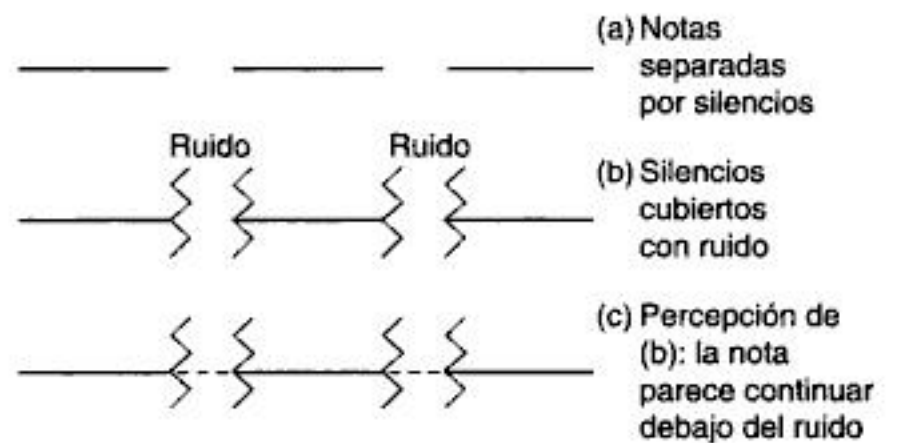 (a) Notas
separadas
por silencios
Ruido
Ruido
(b) Silencios
cubiertos
con ruido
(c) Percepción de
(b): la nota
parece continuar
debajo del ruido